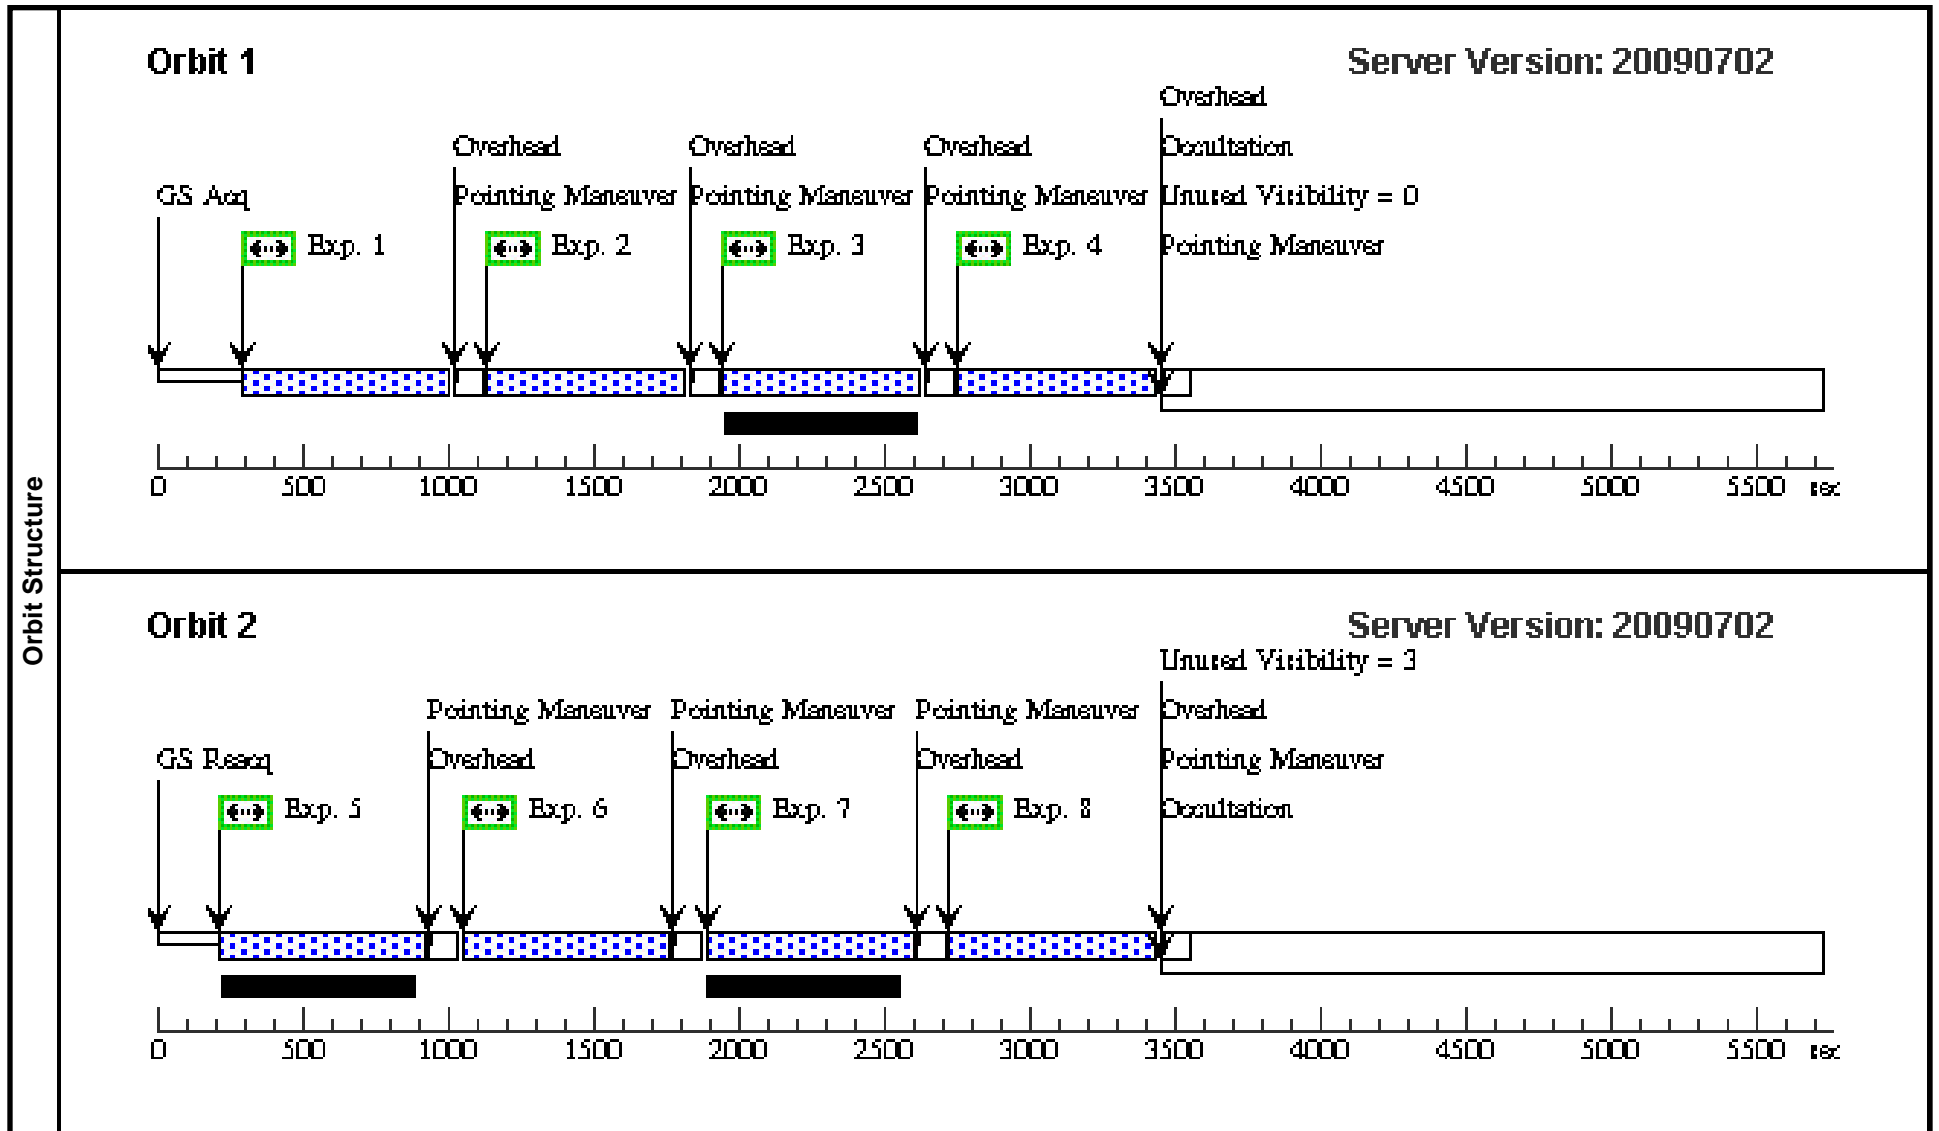 Orbit Structure
Orbit 1
Server Version: 20090702
Overhead
Overhead
Overhead
Overhead
Occultation
GS Acq
Pointing Maneuver
Pointing Maneuver
Pointing Maneuver
Unused Visibility = 0
Exp. 1
Exp. 2
Exp. 3
Exp. 4
Pointing Maneuver
0 500 1000 1500 2000 2500 3000 3500 4000 4500 5000 5500 sec
Orbit 2
Server Version: 20090702
Unused Visibility = 3
Pointing Maneuver
Pointing Maneuver
Pointing Maneuver
Overhead
GS Reacq
Overhead
Overhead
Overhead
Pointing Maneuver
Exp. 5
Exp. 6
Exp. 7
Exp. 8
Occultation
0 500 1000 1500 2000 2500 3000 3500 4000 4500 5000 5500 sec